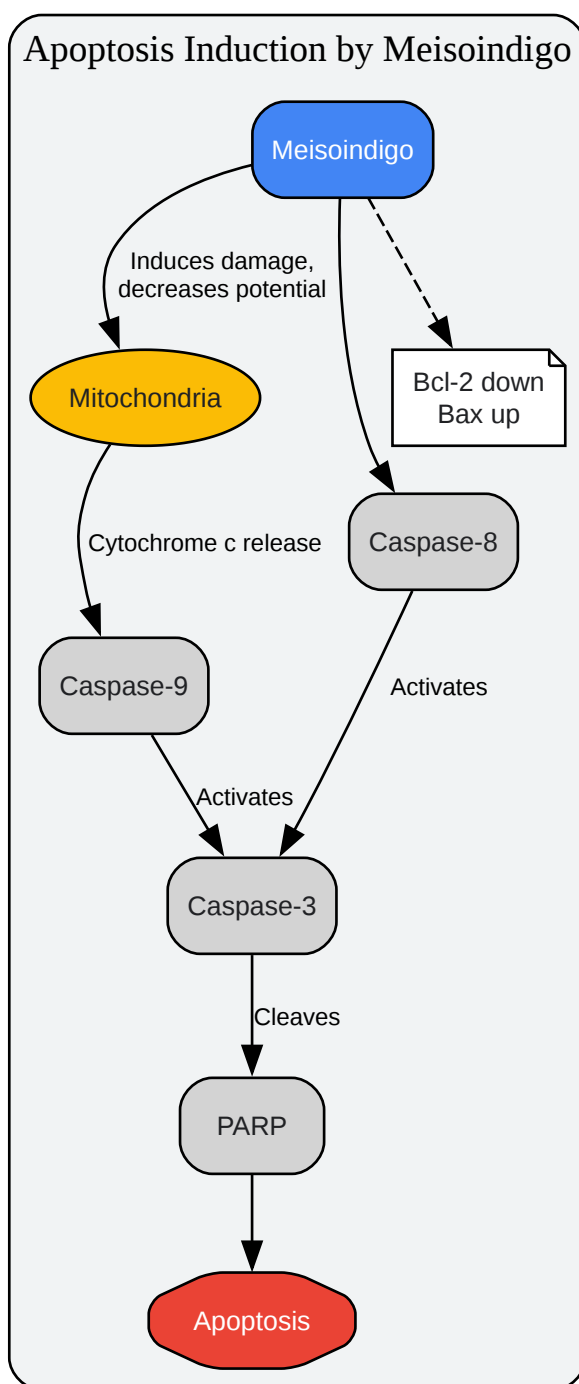 Apoptosis Induction by Meisoindigo
Meisoindigo
Induces damage,
decreases potential
Mitochondria
Bcl-2 down
Bax up
Cytochrome c release
Caspase-8
Caspase-9
Activates
Activates
Caspase-3
Cleaves
PARP
Apoptosis